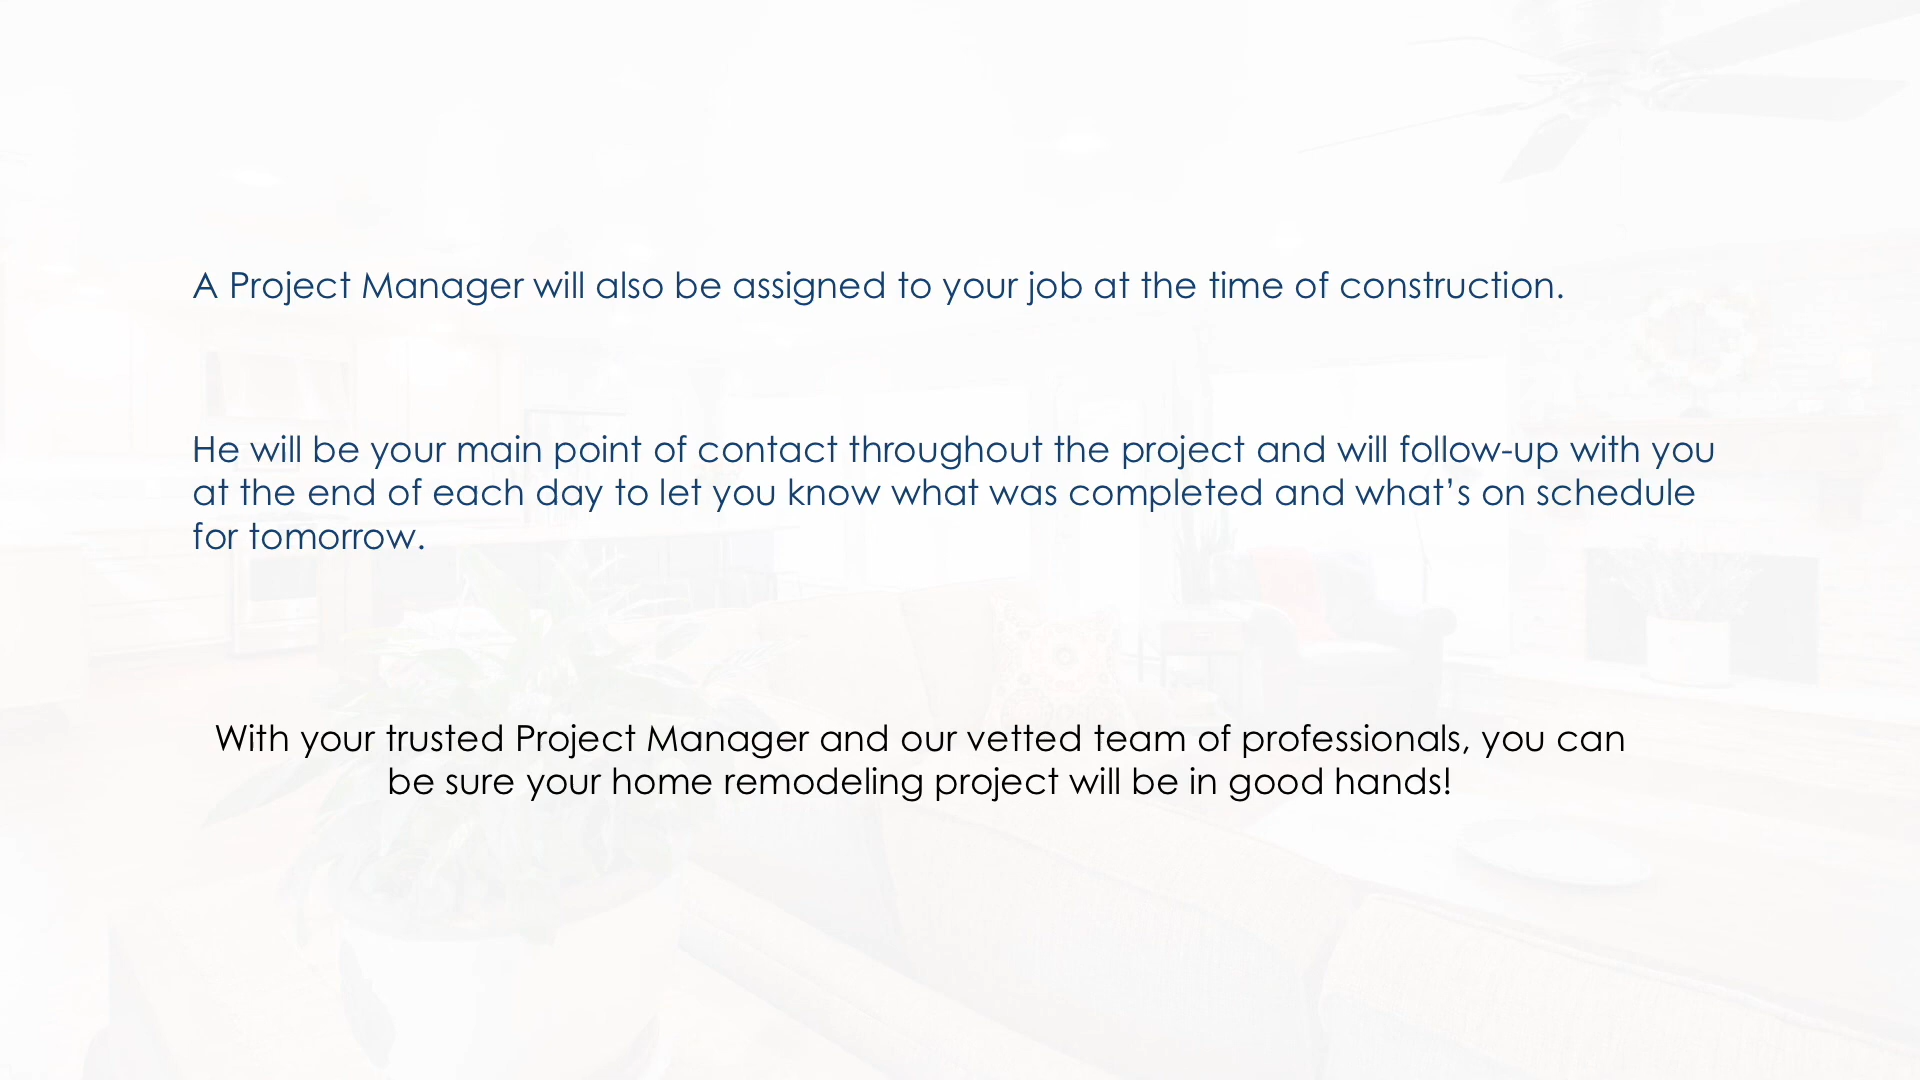 A Project Manager will also be assigned to your job at the time of construction.
He will be your main point of contact throughout the project and will follow-up with you
at the end of each day to let you know what was completed and what’s on schedule
for tomorrow.
With your trusted Project Manager and our vetted team of professionals, you can
be sure your home remodeling project will be in good hands!